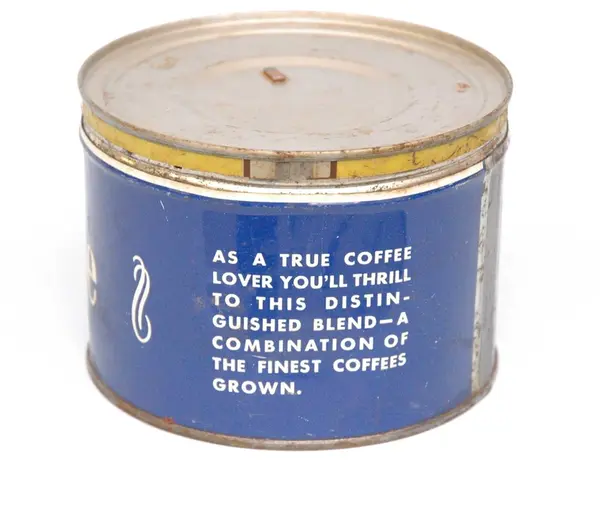 e
AS A TRUE COFFEE
LOVER YOU'LL THRILL
TO THIS DISTIN-
GUISHED BLEND—A
COMBINATION OF
THE FINEST COFFEES
GROWN.